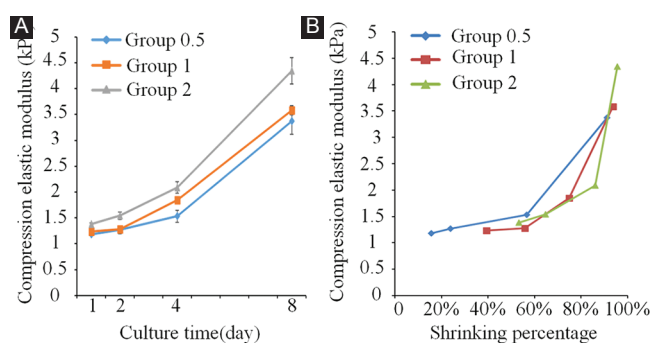 A
Compression elastic modulus (kPa)
5
4.5
4
3.5
3
2.5
2
1.5
1
0.5
0
Group 0.5
Group 1
Group 2
1 2 4 8
Culture time(day)
B
Compression elastic modulus (kPa)
5
4.5
4
3.5
3
2.5
2
1.5
1
0.5
0
Group 0.5
Group 1
Group 2
0 20% 40% 60% 80% 100%
Shrinking percentage